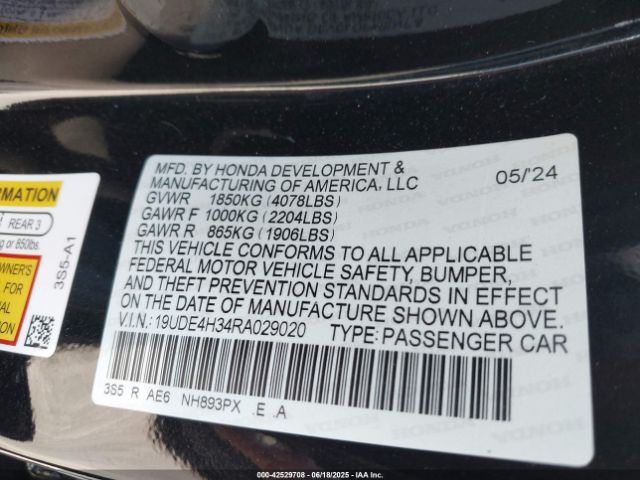 MFD. BY HONDA DEVELOPMENT &
MANUFACTURING OF AMERICA, LLC 05/'24
GVWR 1850KG (4078LBS)
GAWR F 1000KG (2204LBS)
GAWR R 865KG (1906LBS)
THIS VEHICLE CONFORMS TO ALL APPLICABLE
FEDERAL MOTOR VEHICLE SAFETY, BUMPER,
AND THEFT PREVENTION STANDARDS IN EFFECT
ON THE DATE OF MANUFACTURE SHOWN ABOVE.
V.I.N.: 19UDE4H34RA029020 TYPE: PASSENGER CAR
3S5 R AE6 NH893PX .E .A
REAR 3
or 850lbs.
FOR
3S5-A1
000-42529708 | 06/18/2025 | IAA Inc.